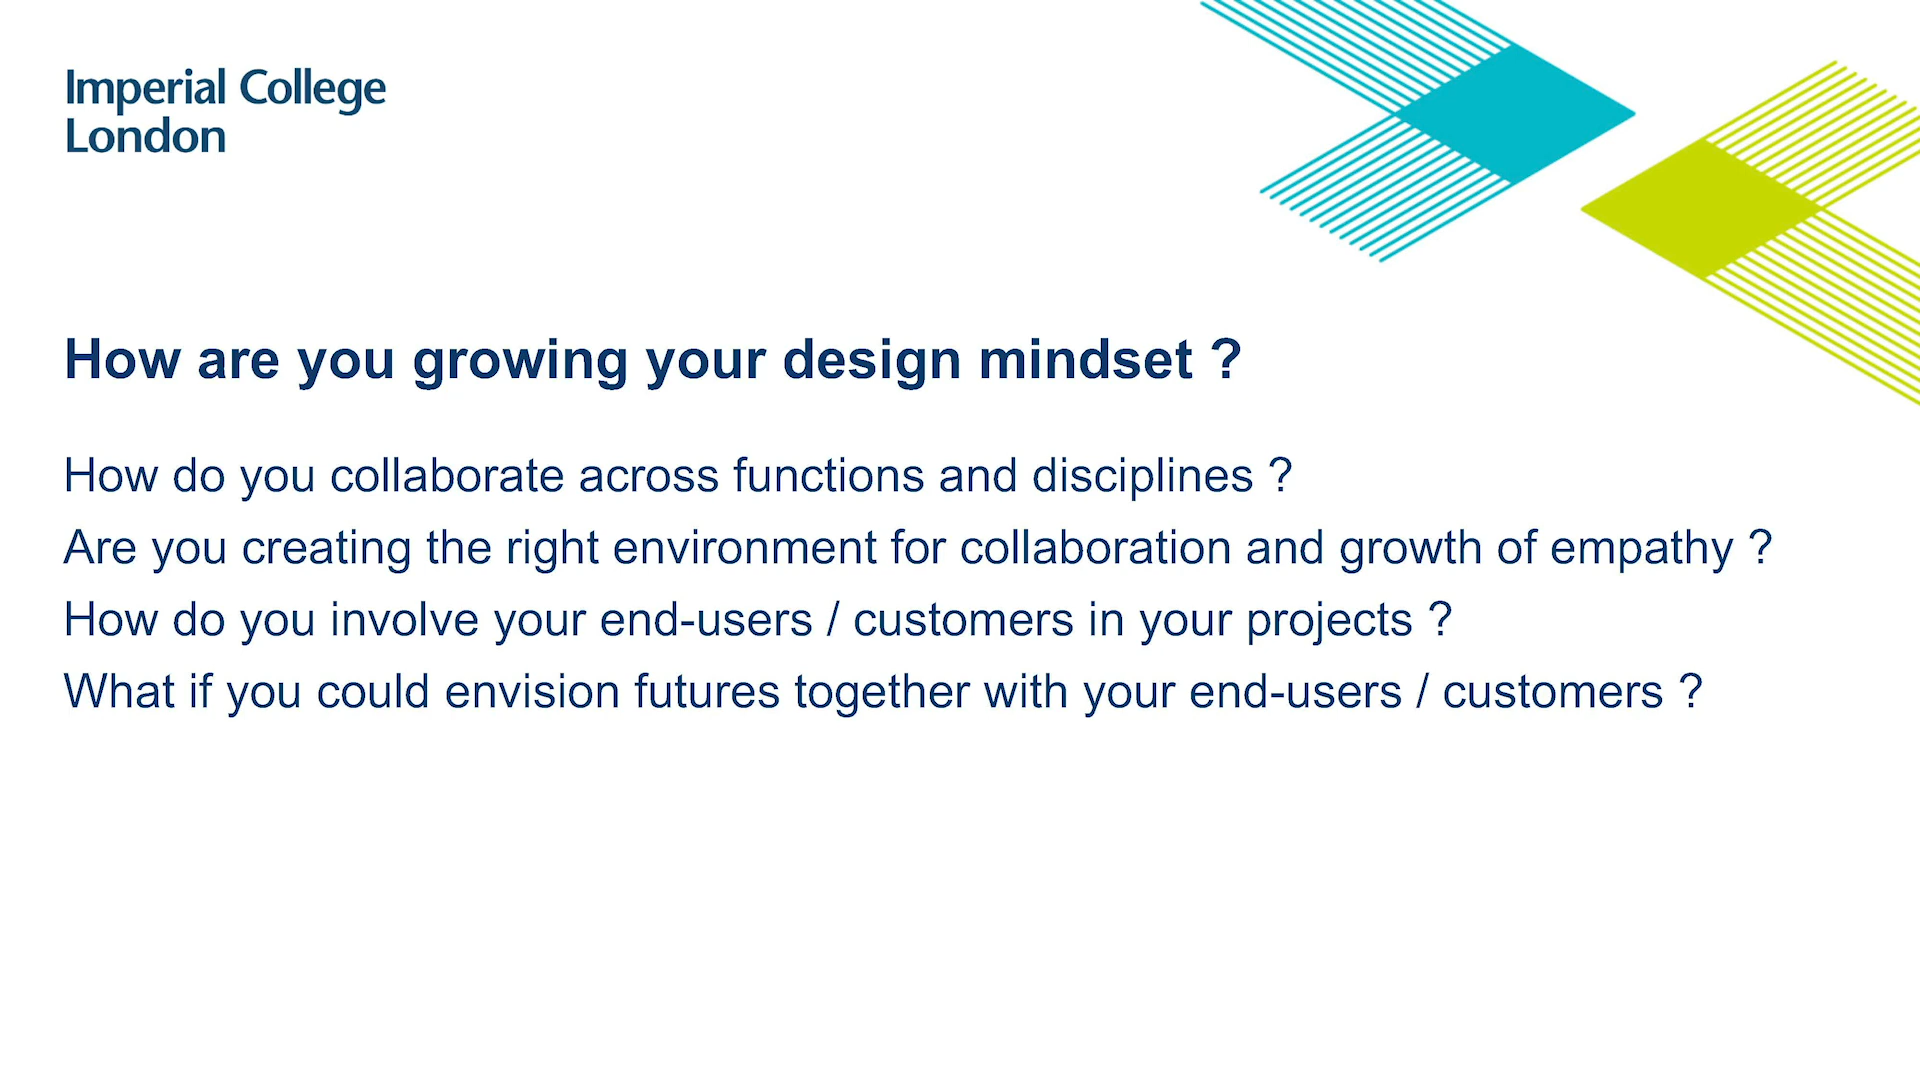 Imperial College
London
How are you growing your design mindset ?
How do you collaborate across functions and disciplines ?
Are you creating the right environment for collaboration and growth of empathy ?
How do you involve your end-users / customers in your projects ?
What if you could envision futures together with your end-users / customers ?